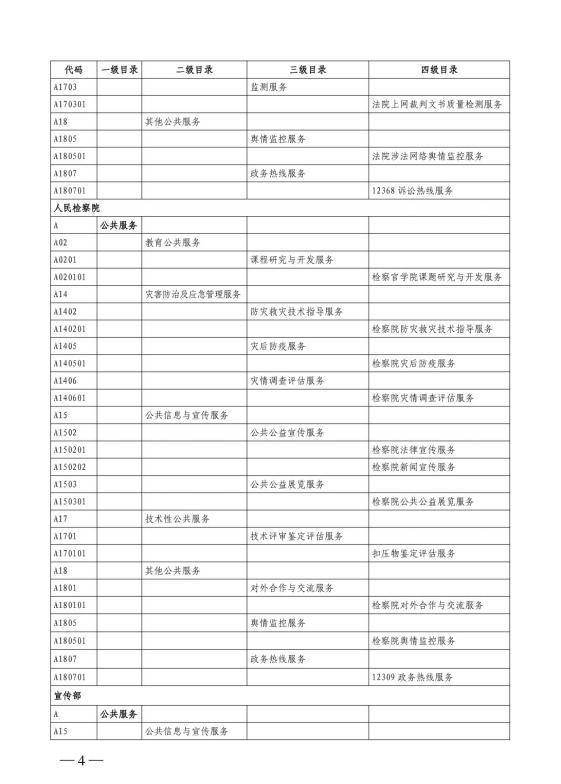 代码 一级目录 二级目录 三级目录 四级目录
A1703 监测服务
A170301 法院上网裁判文书质量检测服务
A18 其他公共服务
A1805 舆情监控服务
A180501 法院涉法网络舆情监控服务
A1807 政务热线服务
A180701 12368 诉讼热线服务
人民检察院
A 公共服务
A02 教育公共服务
A0201 课程研究与开发服务
A020101 检察官学院课题研究与开发服务
A14 灾害防治及应急管理服务
A1402 防灾救灾技术指导服务
A140201 检察院防灾救灾技术指导服务
A1405 灾后防疫服务
A140501 检察院灾后防疫服务
A1406 灾情调查评估服务
A140601 检察院灾情调查评估服务
A15 公共信息与宣传服务
A1502 公共公益宣传服务
A150201 检察院法律宣传服务
A150202 检察院新闻宣传服务
A1503 公共公益展览服务
A150301 检察院公共公益展览服务
A17 技术性公共服务
A1701 技术评审鉴定评估服务
A170101 扣压物鉴定评估服务
A18 其他公共服务
A1801 对外合作与交流服务
A180101 检察院对外合作与交流服务
A1805 舆情监控服务
A180501 检察院舆情监控服务
A1807 政务热线服务
A180701 12309 政务热线服务
宣传部
A 公共服务
A15 公共信息与宣传服务
— 4 —